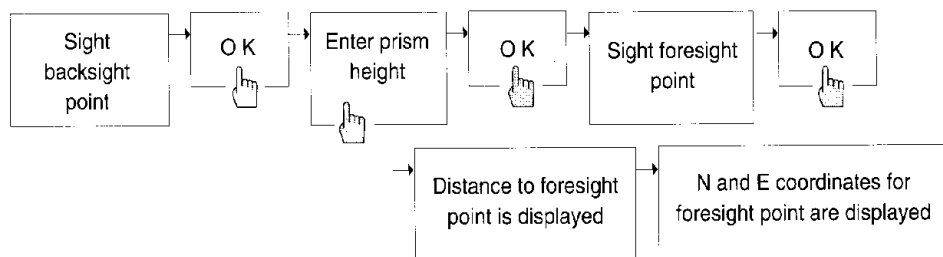 Sight
backsight
point
O K
Enter prism
height
O K
Sight foresight
point
O K
Distance to foresight
point is displayed
N and E coordinates for
foresight point are displayed